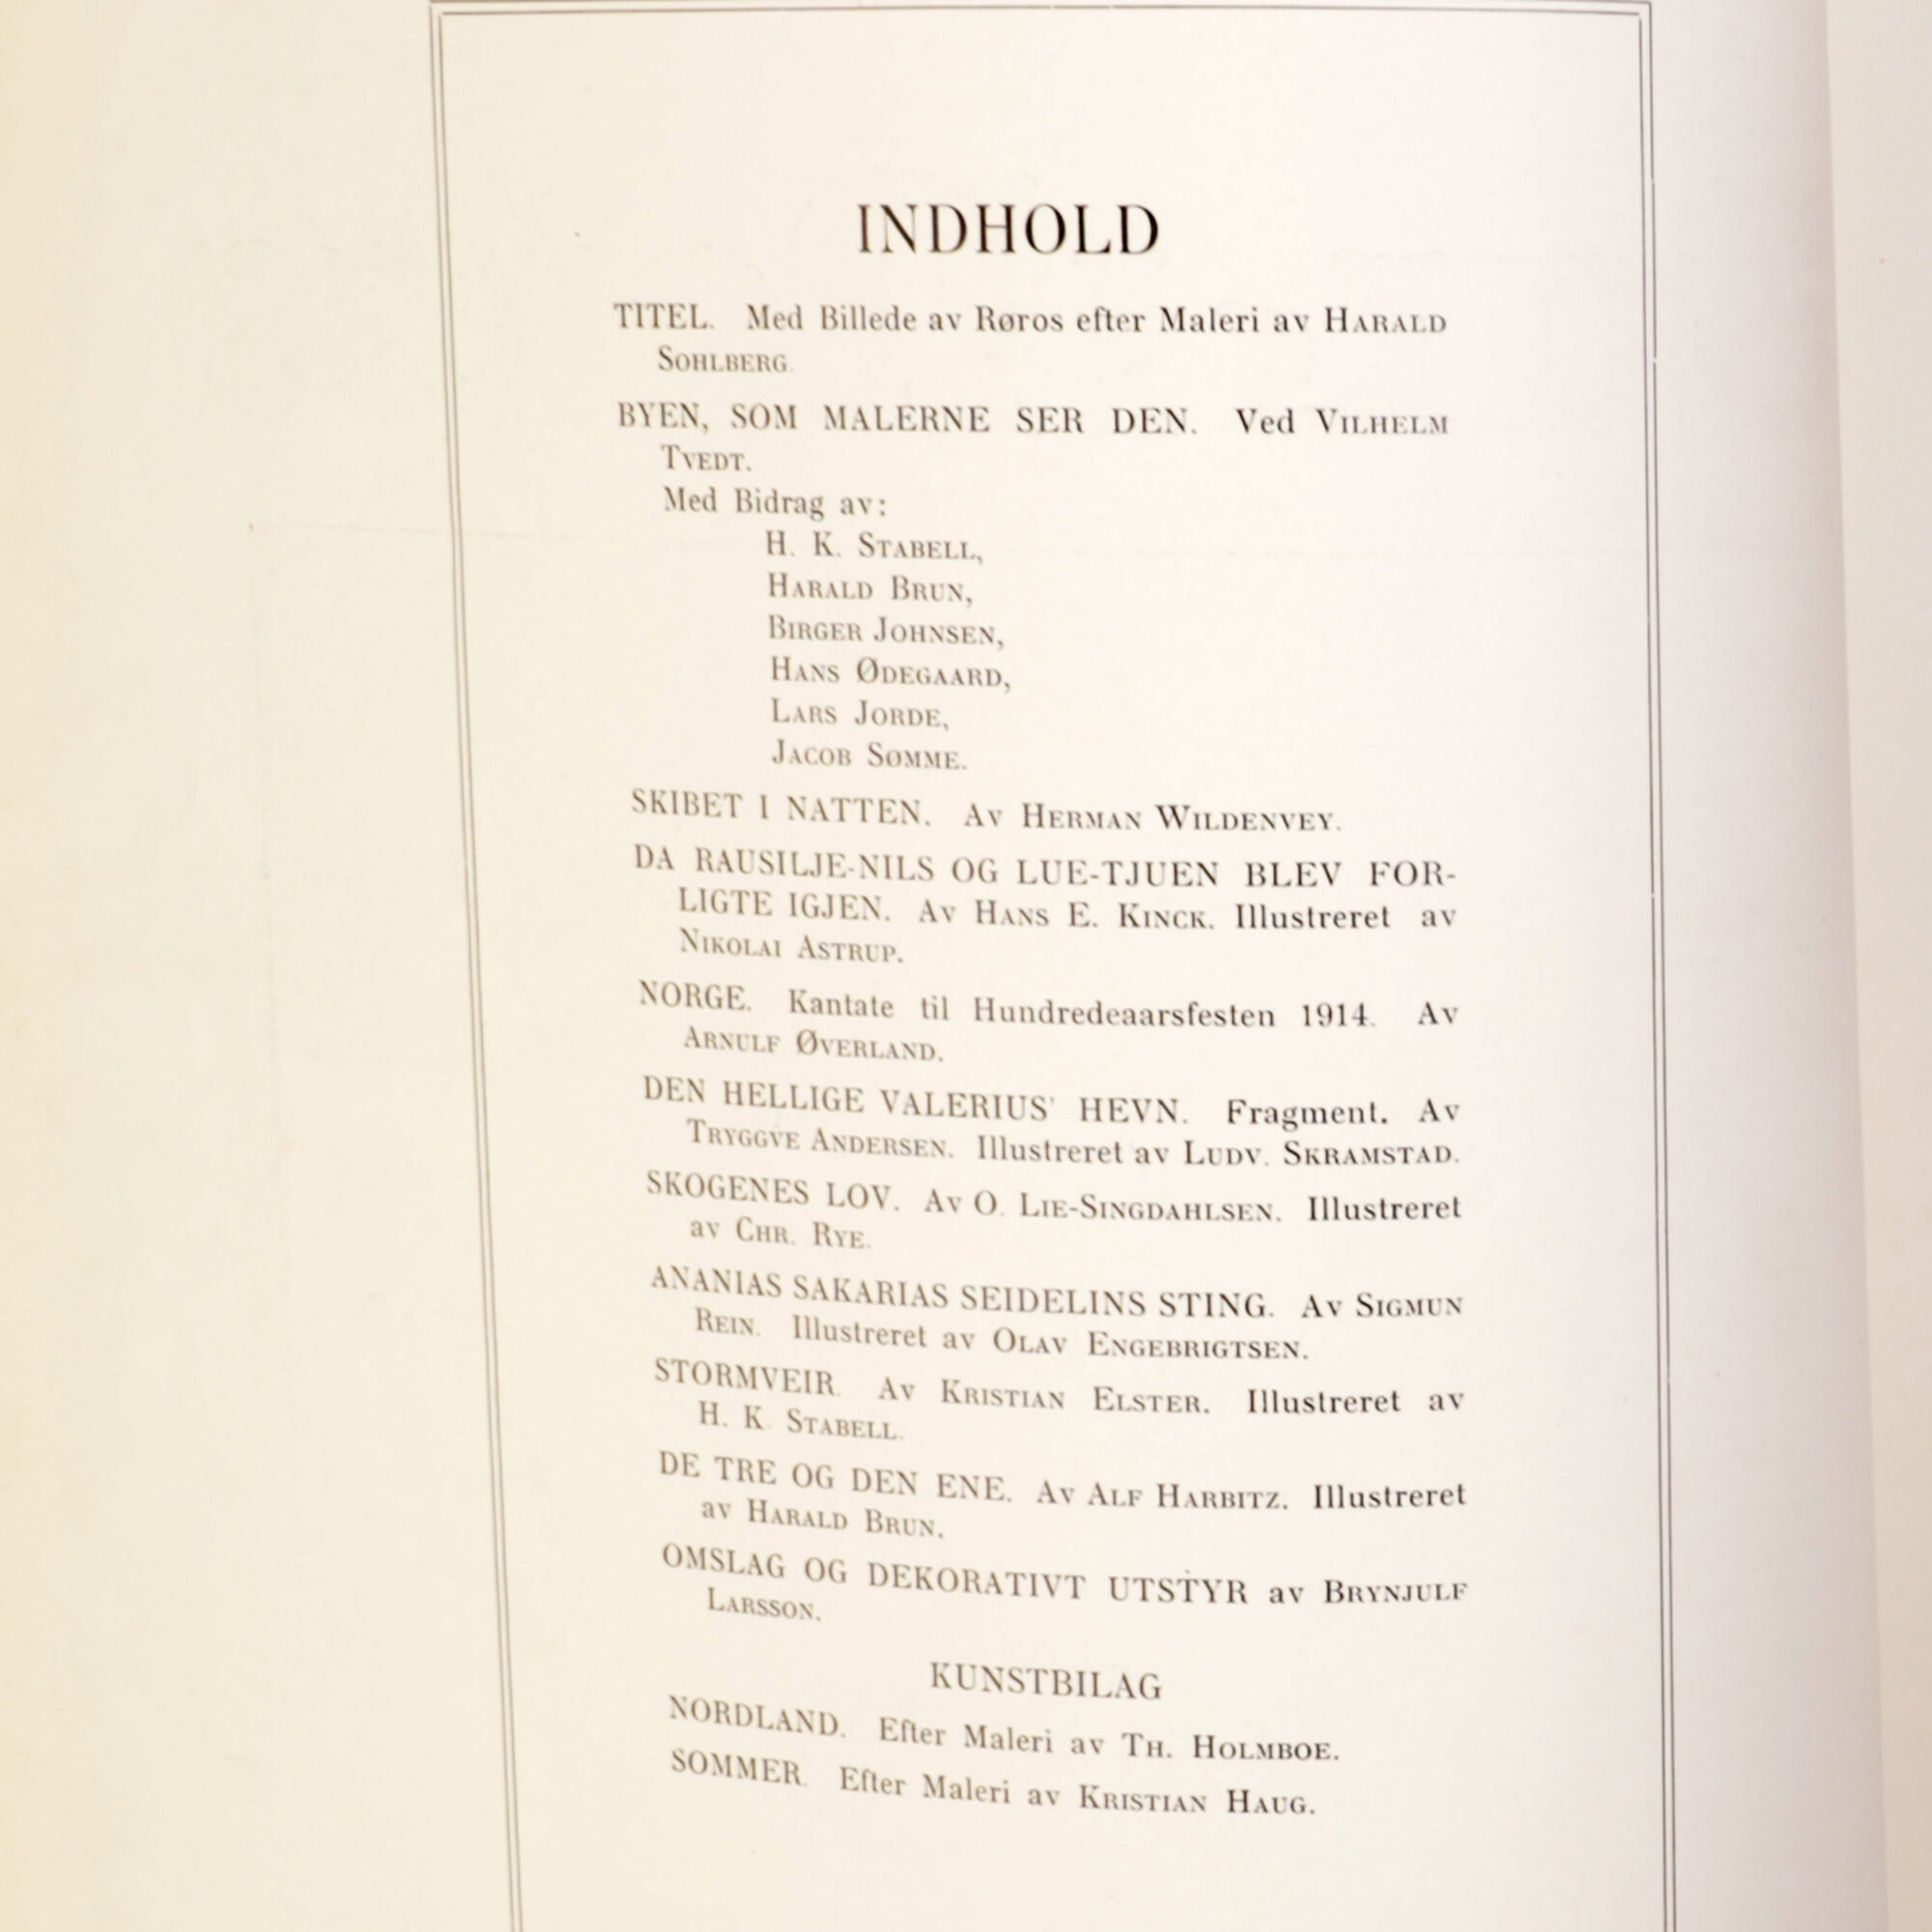 INDHOLD
TITEL. Med Billede av Røros efter Maleri av HARALD
SOHLBERG.
BYEN, SOM MALERNE SER DEN. Ved VILHELM
TVEDT.
Med Bidrag av:
H. K. STABELL,
HARALD BRUN,
BIRGER JOHNSEN,
HANS ØDEGAARD,
LARS JORDE,
JACOB SØMME.
SKIBET I NATTEN. AV HERMAN WILDENVEY.
DA RAUSILJE-NILS OG LUE-TJUEN BLEV FOR-
LIGTE IGJEN. AV HANS E. KINCK. Illustreret av
NIKOLAI ASTRUP.
NORGE. Kantate til Hundredeaarsfesten 1914. Av
ARNULF ØVERLAND.
DEN HELLIGE VALERIUS' HEVN. Fragment. Av
TRYGGVE ANDERSEN. Illustreret av LUDV. SKRAMSTAD.
SKOGENES LOV. Av O. LIE-SINGDAHLSEN. Illustreret
av CHR. RYE.
ANANIAS SAKARIAS SEIDELINS STING. Av SIGMUN
REIN. Illustreret av OLAV ENGEBRIGTSEN.
STORMVEIR. Av KRISTIAN ELSTER. Illustreret av
H. K. STABELL.
DE TRE OG DEN ENE. Av ALF HARBITZ. Illustreret
av HARALD BRUN.
OMSLAG OG DEKORATIVT UTSTYR av BRYNJULF
LARSSON.
KUNSTBILAG
NORDLAND. Efter Maleri av TH. HOLMBOE.
SOMMER. Efter Maleri av KRISTIAN HAUG.